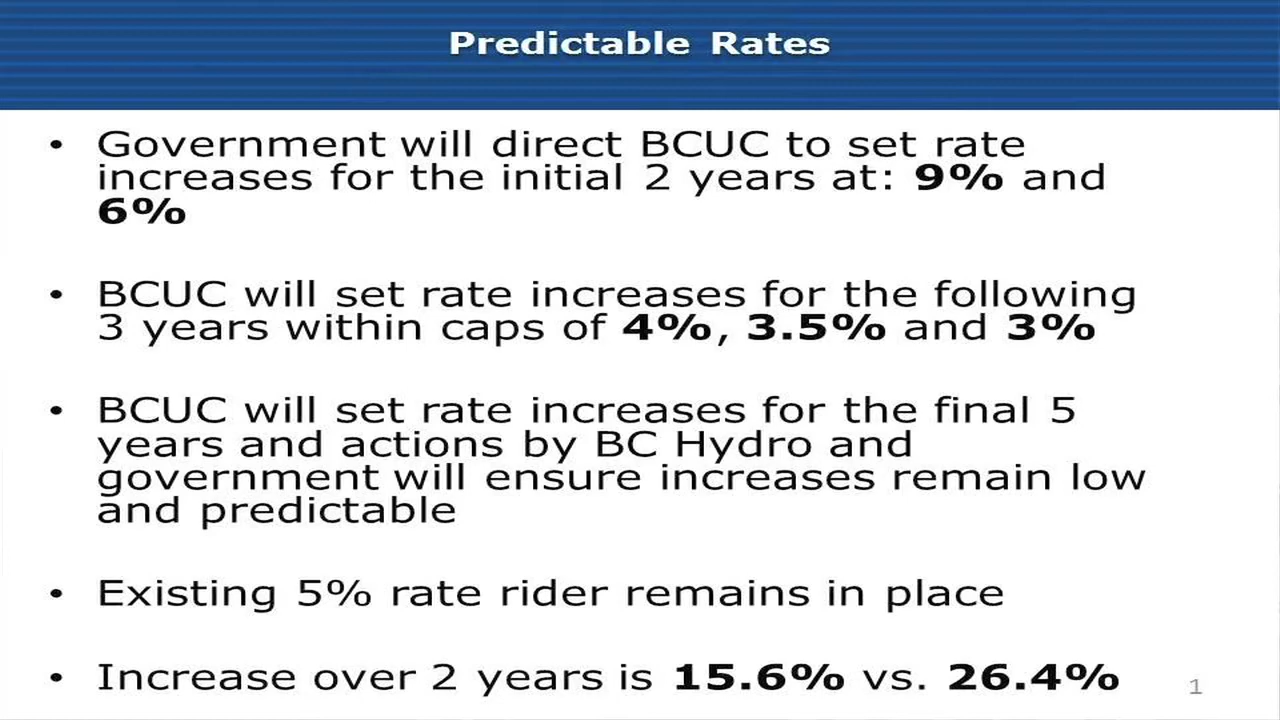 Predictable Rates
• Government will direct BCUC to set rate
increases for the initial 2 years at: 9% and
6%
• BCUC will set rate increases for the following
3 years within caps of 4%, 3.5% and 3%
• BCUC will set rate increases for the final 5
years and actions by BC Hydro and
government will ensure increases remain low
and predictable
• Existing 5% rate rider remains in place
• Increase over 2 years is 15.6% vs. 26.4%
1